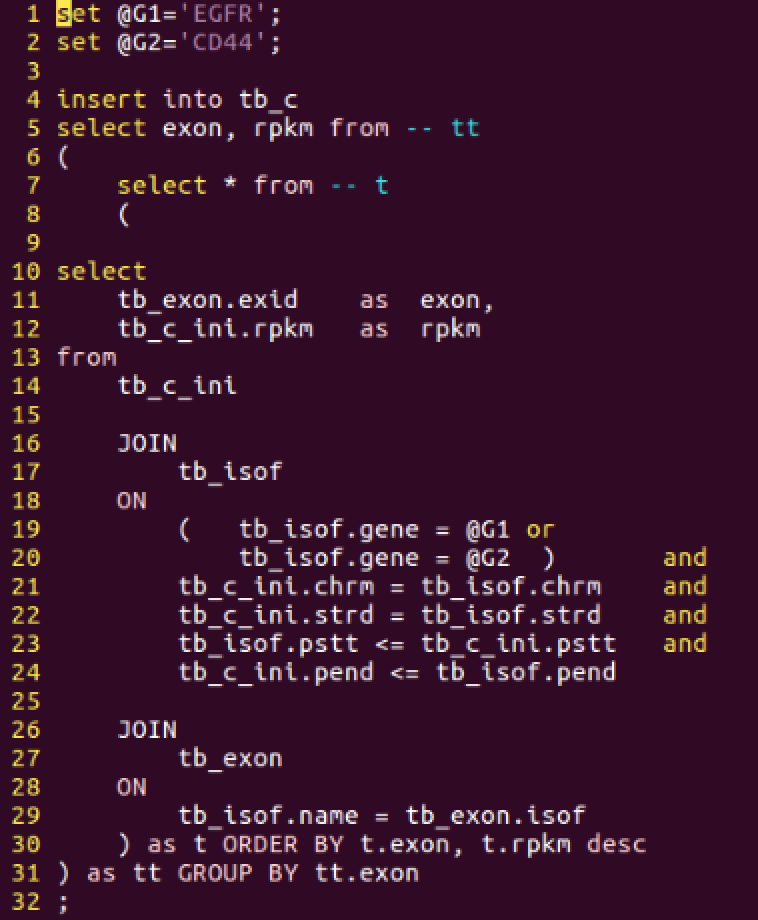 1 set @G1='EGFR';
2 set @G2='CD44';
3
4 insert into tb_c
5 select exon, rpkm from -- tt
6 (
7     select * from -- t
8     (
9
10 select
11     tb_exon.exid    as  exon,
12     tb_c_ini.rpkm   as  rpkm
13 from
14     tb_c_ini
15
16     JOIN
17         tb_isof
18     ON
19         (   tb_isof.gene = @G1 or
20             tb_isof.gene = @G2  )       and
21         tb_c_ini.chrm = tb_isof.chrm    and
22         tb_c_ini.strd = tb_isof.strd    and
23         tb_isof.pstt <= tb_c_ini.pstt   and
24         tb_c_ini.pend <= tb_isof.pend
25
26     JOIN
27         tb_exon
28     ON
29         tb_isof.name = tb_exon.isof
30     ) as t ORDER BY t.exon, t.rpkm desc
31 ) as tt GROUP BY tt.exon
32 ;